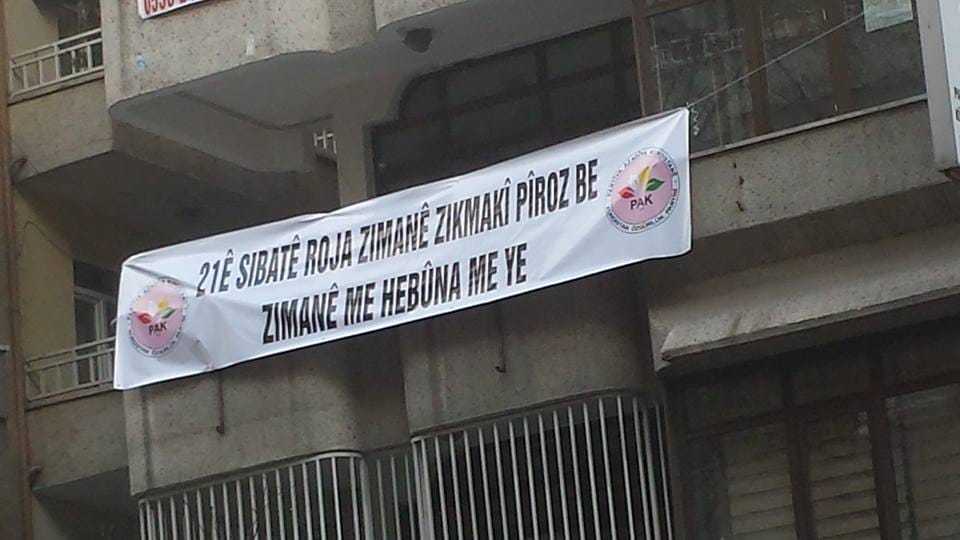 21Ê SIBATÊ ROJA ZIMANÊ ZIKMAKÎ PÎROZ BE
ZIMANÊ ME HEBÛNA ME YE
PAK
PAK